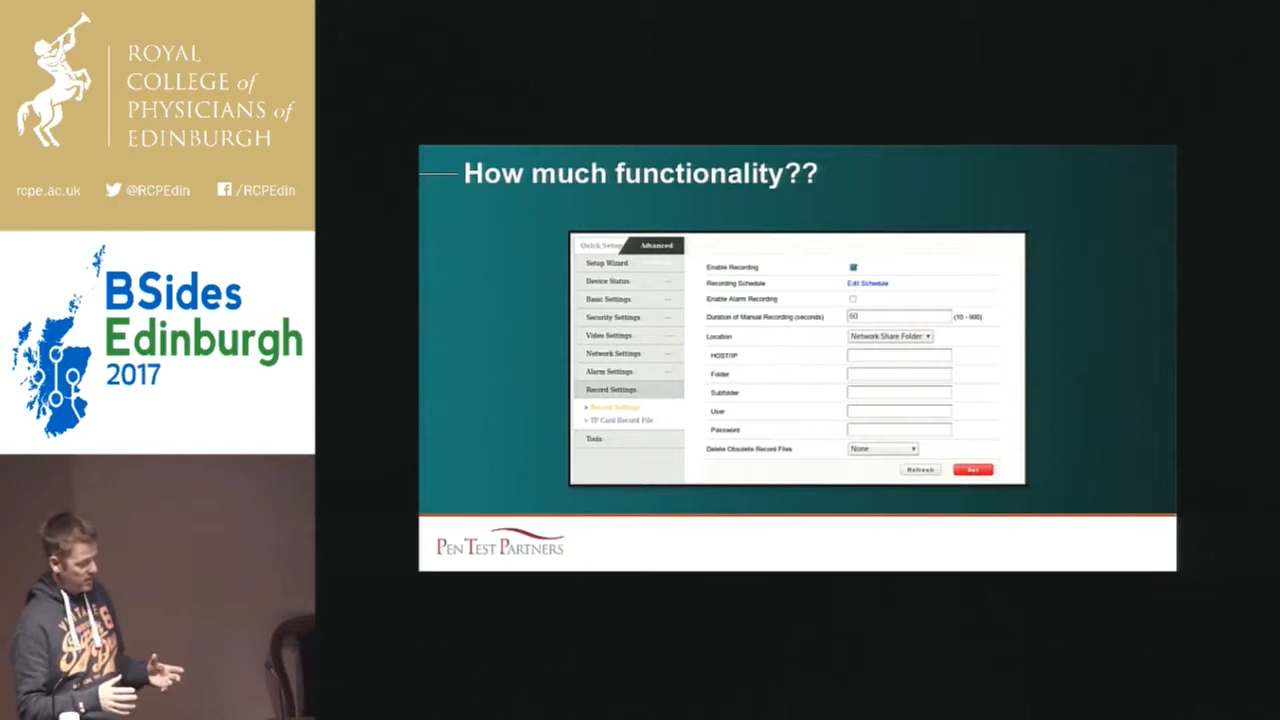 ROYAL
COLLEGE of
PHYSICIANS of
EDINBURGH
rcpe.ac.uk
@RCPEdin
/RCPEdin
BSides
Edinburgh
2017
How much functionality??
Quick Setup
Advanced
Setup Wizard
Device Status
Basic Settings
Security Settings
Video Settings
Network Settings
Alarm Settings
Record Settings
» Record Settings
» TF Card Record File
Tools
Enable Recording
Recording Schedule Edit Schedule
Enable Alarm Recording
Duration of Manual Recording (seconds) 60 (10 - 900)
Location Network Share Folder
HOST/IP
Folder
Subfolder
User
Password
Delete Obsolete Record Files None
Refresh Set
PEN TEST PARTNERS